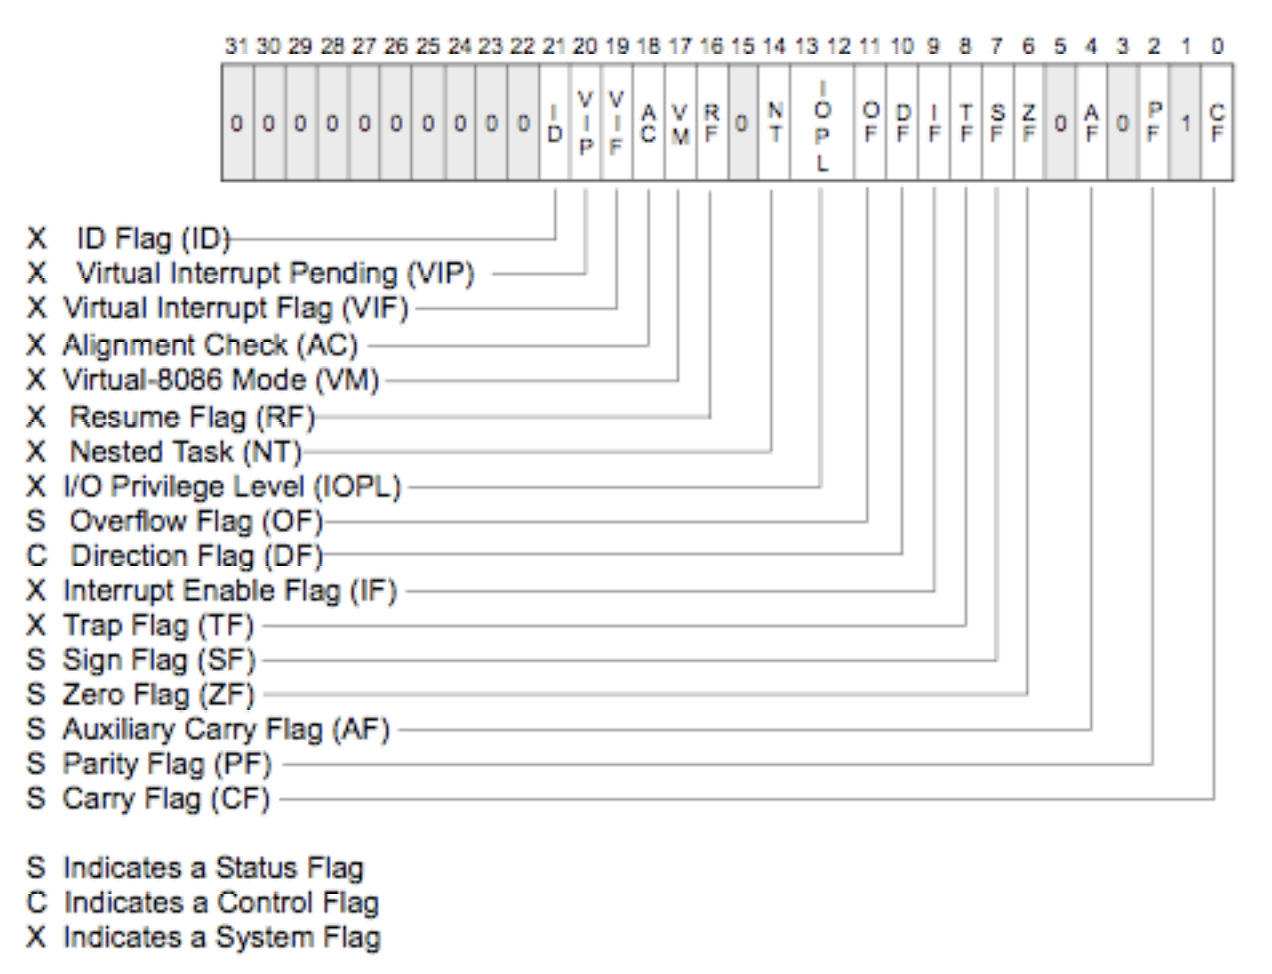 31 30 29 28 27 26 25 24 23 22 21 20 19 18 17 16 15 14 13 12 11 10 9 8 7 6 5 4 3 2 1 0
0 0 0 0 0 0 0 0 0 0 ID VIP VIF AC VM RF 0 NT IOPL OF DF IF TF SF ZF 0 AF 0 PF 1 CF
X ID Flag (ID)
X Virtual Interrupt Pending (VIP)
X Virtual Interrupt Flag (VIF)
X Alignment Check (AC)
X Virtual-8086 Mode (VM)
X Resume Flag (RF)
X Nested Task (NT)
X I/O Privilege Level (IOPL)
S Overflow Flag (OF)
C Direction Flag (DF)
X Interrupt Enable Flag (IF)
X Trap Flag (TF)
S Sign Flag (SF)
S Zero Flag (ZF)
S Auxiliary Carry Flag (AF)
S Parity Flag (PF)
S Carry Flag (CF)
S Indicates a Status Flag
C Indicates a Control Flag
X Indicates a System Flag